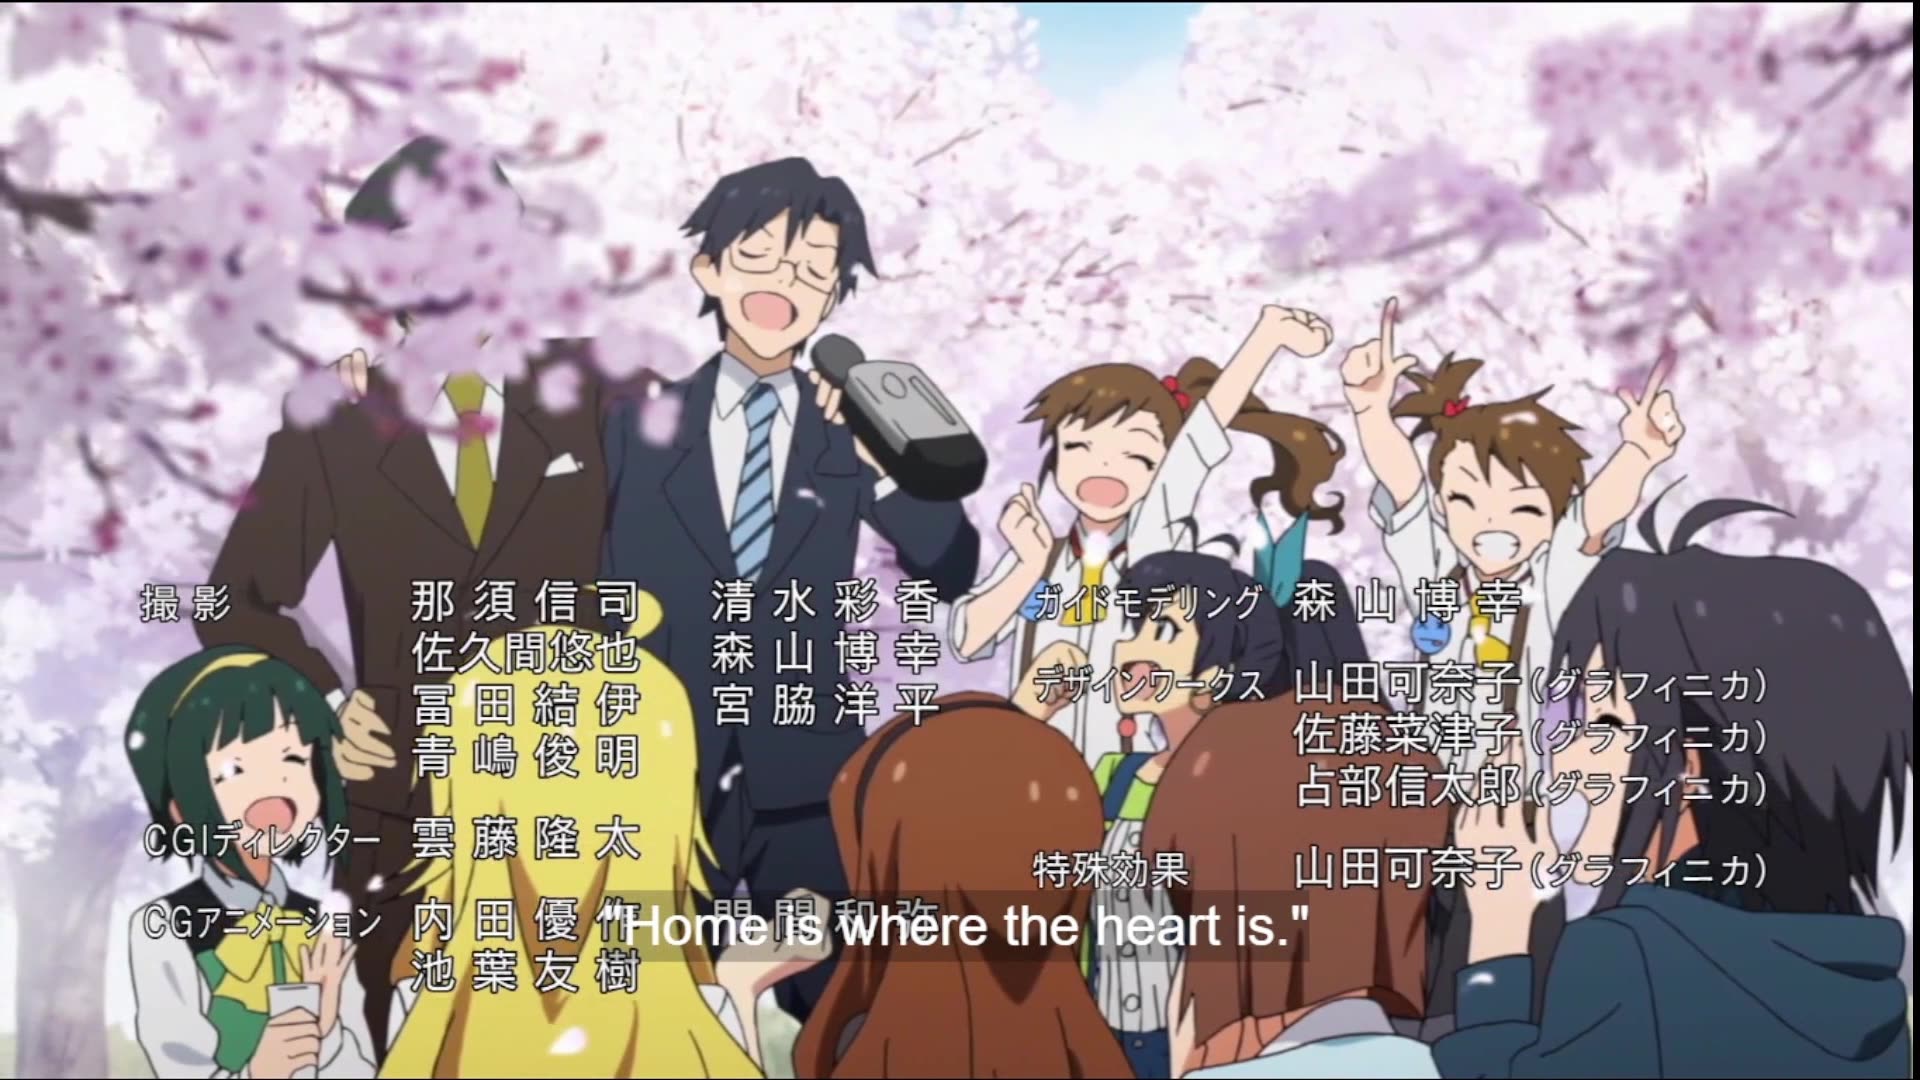 撮影 那須信司 清水彩香
佐久間悠也 森山博幸
冨田結伊 宮脇洋平
青嶋俊明
CGIディレクター 雲藤隆太
CGアニメーション 内田優作
池葉友樹
ガイドモデリング 森山博幸
デザインワークス 山田可奈子(グラフィニカ)
佐藤菜津子(グラフィニカ)
占部信太郎(グラフィニカ)
特殊効果 山田可奈子(グラフィニカ)
"Home is where the heart is."